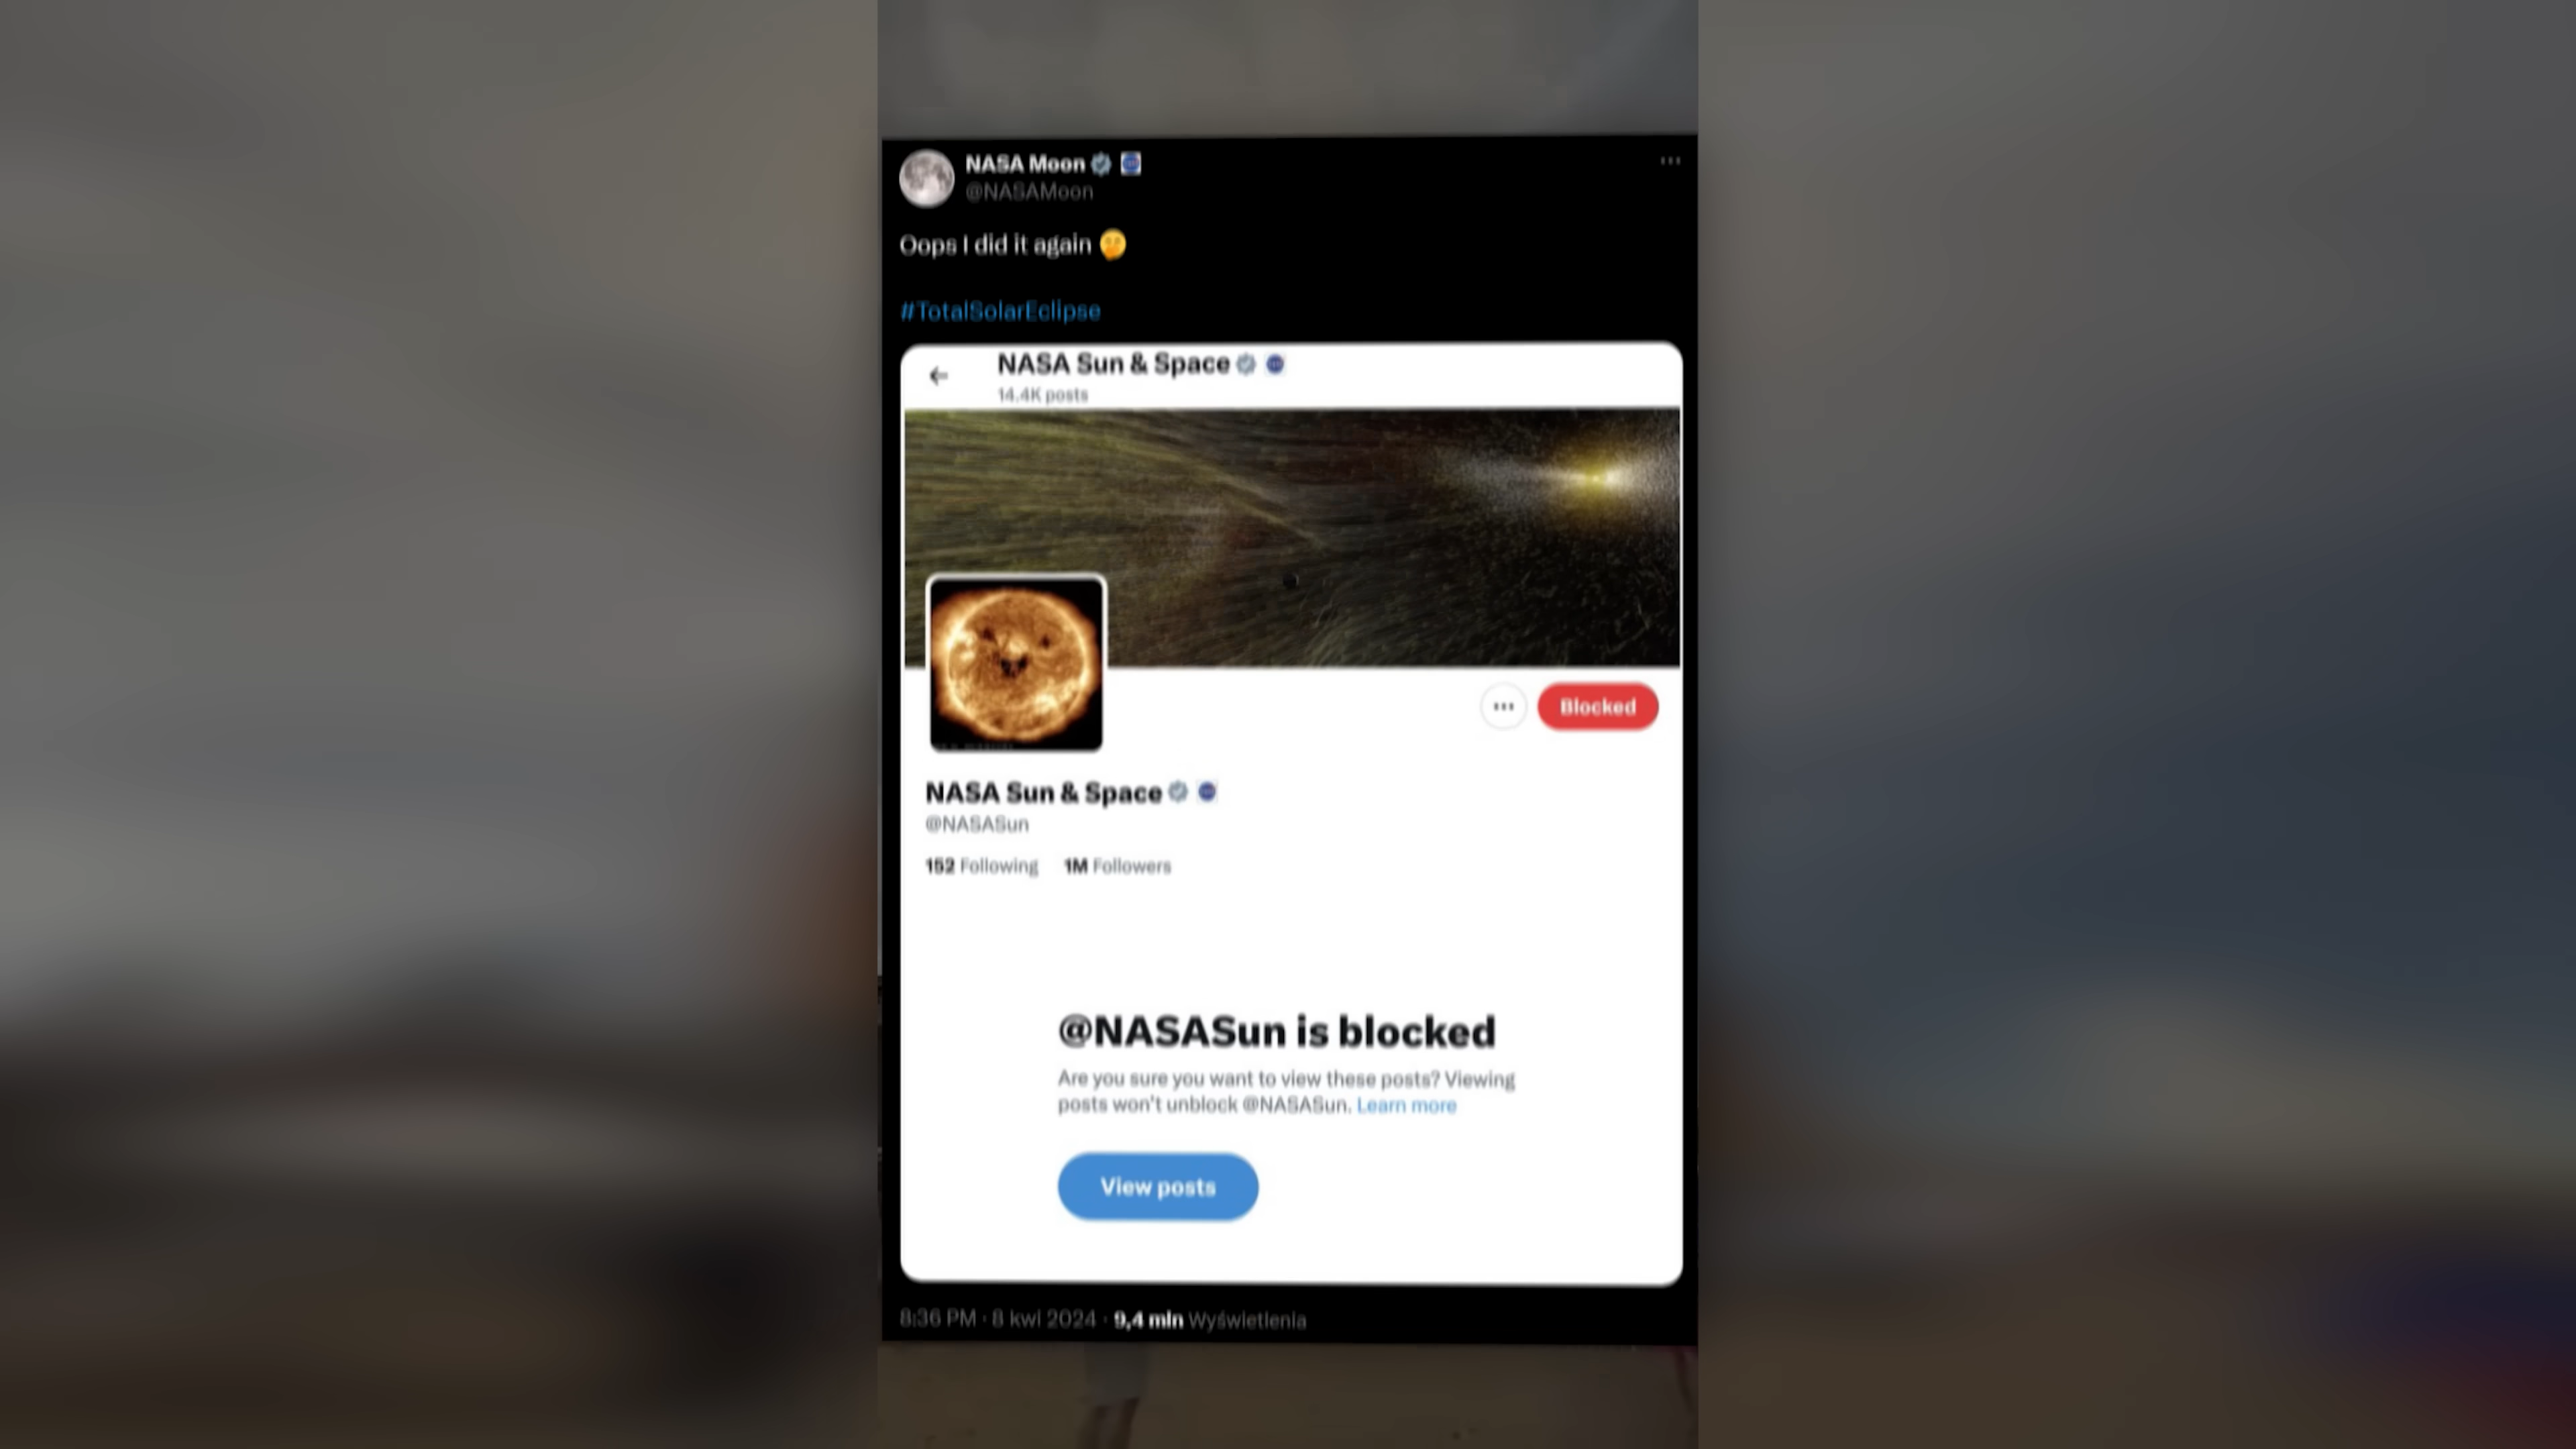 NASA Moon
@NASAMoon
Oops I did it again 🫢
#TotalSolarEclipse
NASA Sun & Space
14.4K posts
Blocked
NASA Sun & Space
@NASASun
152 Following 1M Followers
@NASASun is blocked
Are you sure you want to view these posts? Viewing
posts won't unblock @NASASun. Learn more
View posts
8:36 PM · 8 kwi 2024 · 9,4 mln Wyświetlenia